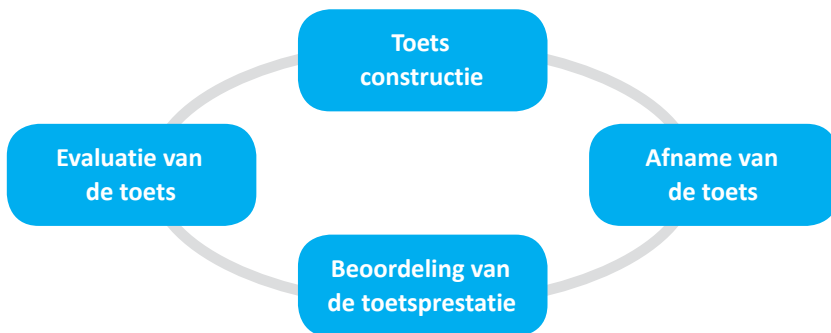 Toets
constructie
Evaluatie van
de toets
Afname van
de toets
Beoordeling van
de toetsprestatie